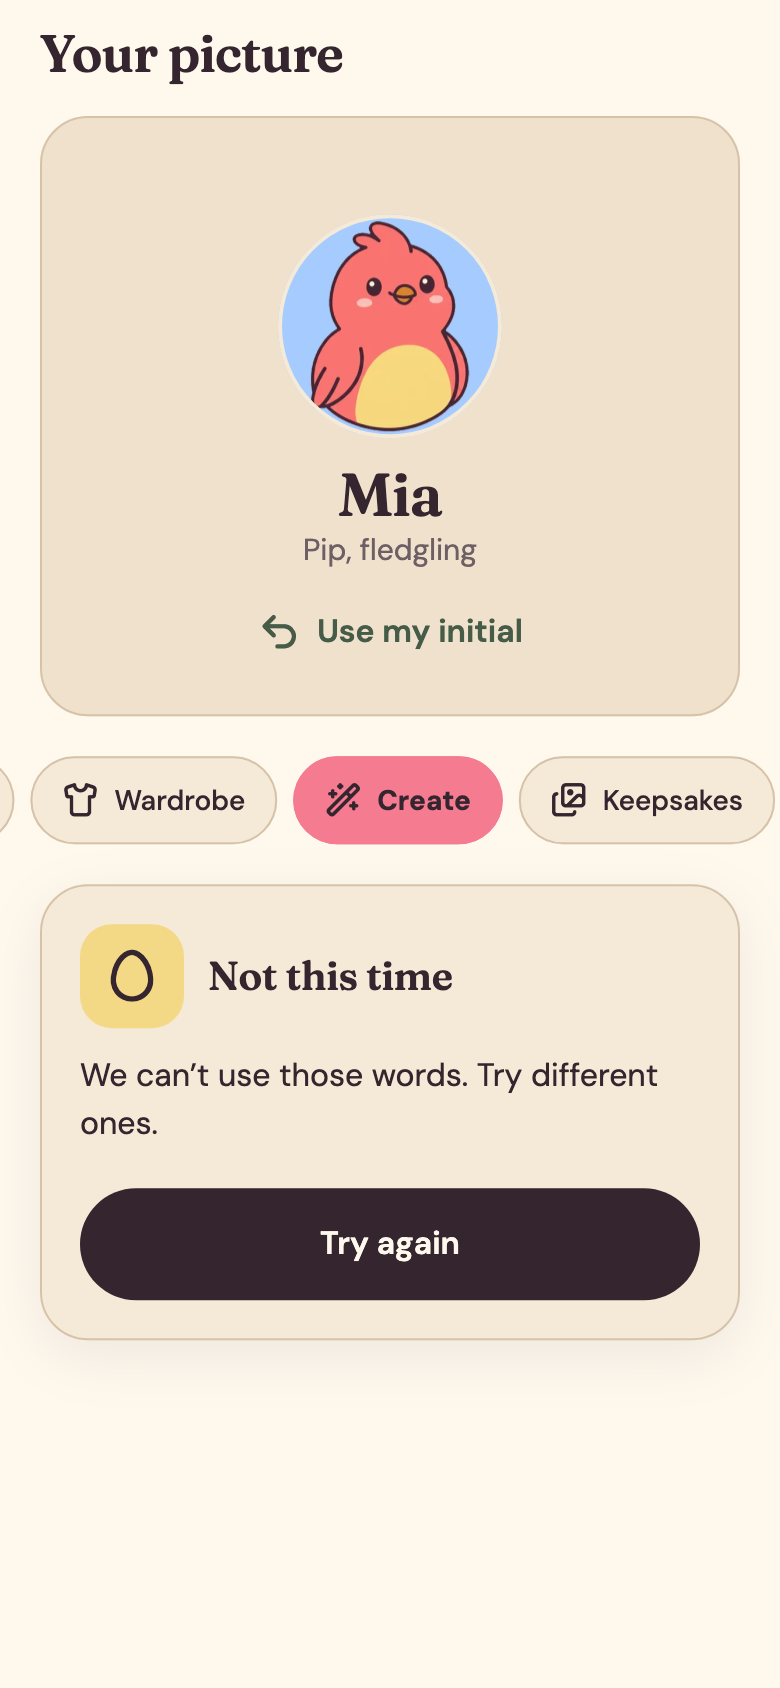 Your picture
Mia
Pip, fledgling
Use my initial
Wardrobe
Create
Keepsakes
Not this time
We can’t use those words. Try different
ones.
Try again